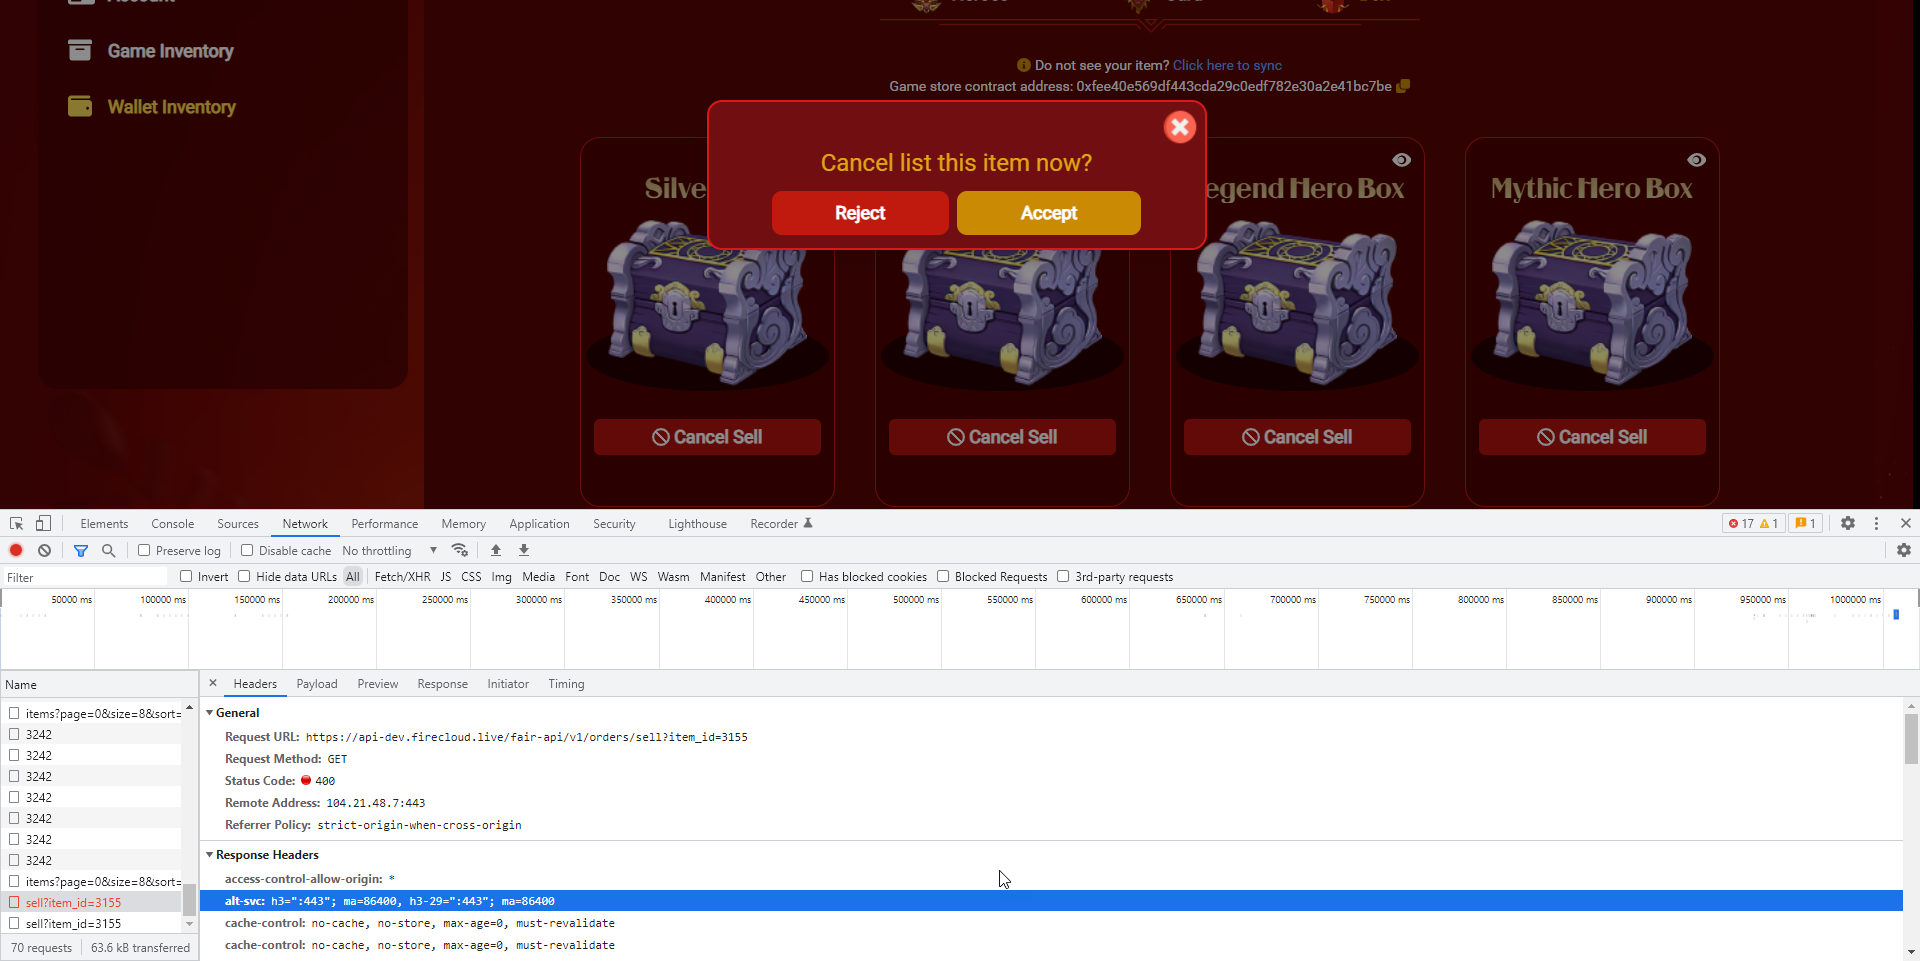 Account
Game Inventory
Wallet Inventory
Do not see your item? Click here to sync
Game store contract address: 0xfee40e569df443cda29c0edf782e30a2e41bc7be
Cancel list this item now?
Reject
Accept
Silve
egend Hero Box
Mythic Hero Box
Cancel Sell
Cancel Sell
Cancel Sell
Cancel Sell
Elements Console Sources Network Performance Memory Application Security Lighthouse Recorder 17 1 1
Preserve log Disable cache No throttling
Filter Invert Hide data URLs All Fetch/XHR JS CSS Img Media Font Doc WS Wasm Manifest Other Has blocked cookies Blocked Requests 3rd-party requests
50000 ms 100000 ms 150000 ms 200000 ms 250000 ms 300000 ms 350000 ms 400000 ms 450000 ms 500000 ms 550000 ms 600000 ms 650000 ms 700000 ms 750000 ms 800000 ms 850000 ms 900000 ms 950000 ms 1000000 ms
Name
items?page=0&size=8&sort=
3242
3242
3242
3242
3242
3242
3242
items?page=0&size=8&sort=
sell?item_id=3155
sell?item_id=3155
70 requests 63.6 kB transferred
Headers Payload Preview Response Initiator Timing
General
Request URL: https://api-dev.firecloud.live/fair-api/v1/orders/sell?item_id=3155
Request Method: GET
Status Code: 400
Remote Address: 104.21.48.7:443
Referrer Policy: strict-origin-when-cross-origin
Response Headers
access-control-allow-origin: *
alt-svc: h3=":443"; ma=86400, h3-29=":443"; ma=86400
cache-control: no-cache, no-store, max-age=0, must-revalidate
cache-control: no-cache, no-store, max-age=0, must-revalidate